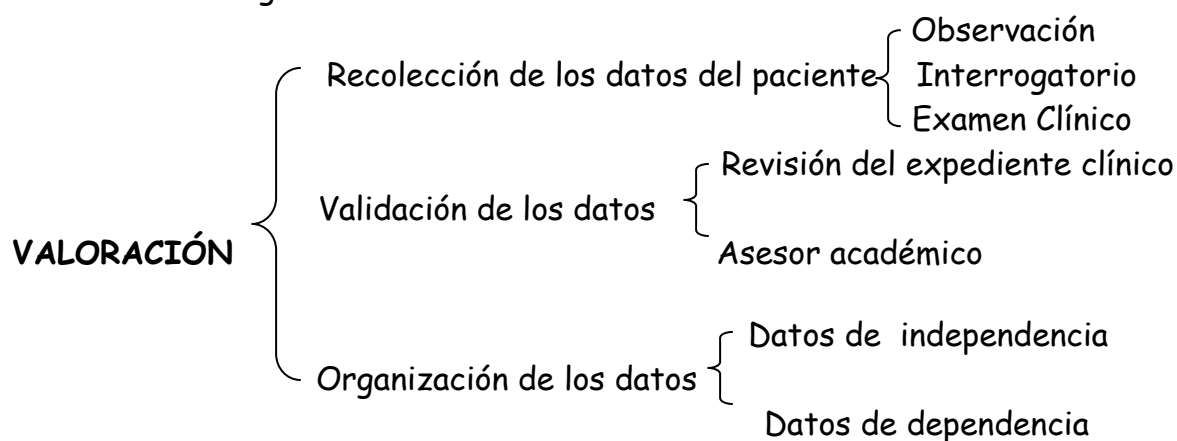 Observación
Recolección de los datos del paciente
Interrogatorio
Examen Clínico
Revisión del expediente clínico
Validación de los datos
VALORACIÓN
Asesor académico
Datos de independencia
Organización de los datos
Datos de dependencia